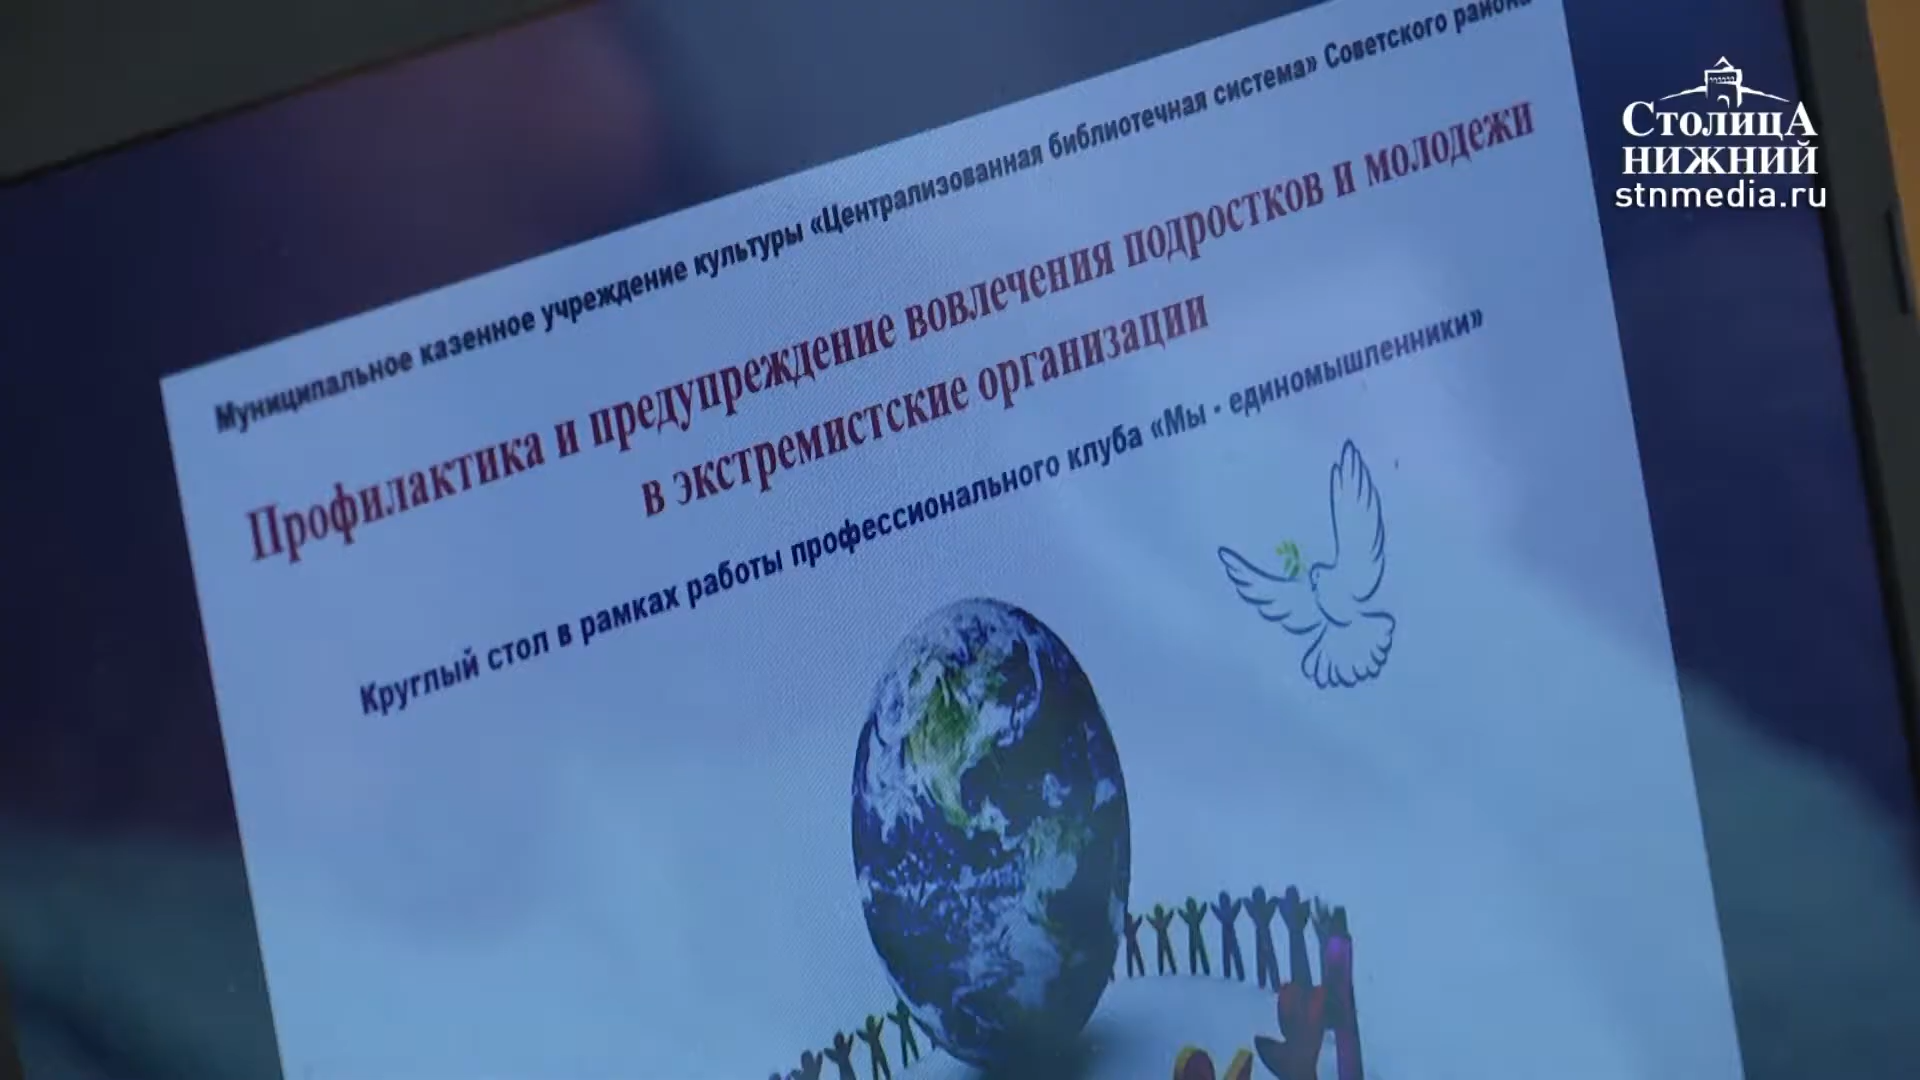 Муниципальное казенное учреждение культуры «Централизованная библиотечная система» Советского района
Профилактика и предупреждение вовлечения подростков и молодежи
в экстремистские организации
Круглый стол в рамках работы профессионального клуба «Мы - единомышленники»
СТОЛИЦА
НИЖНИЙ
stnmedia.ru